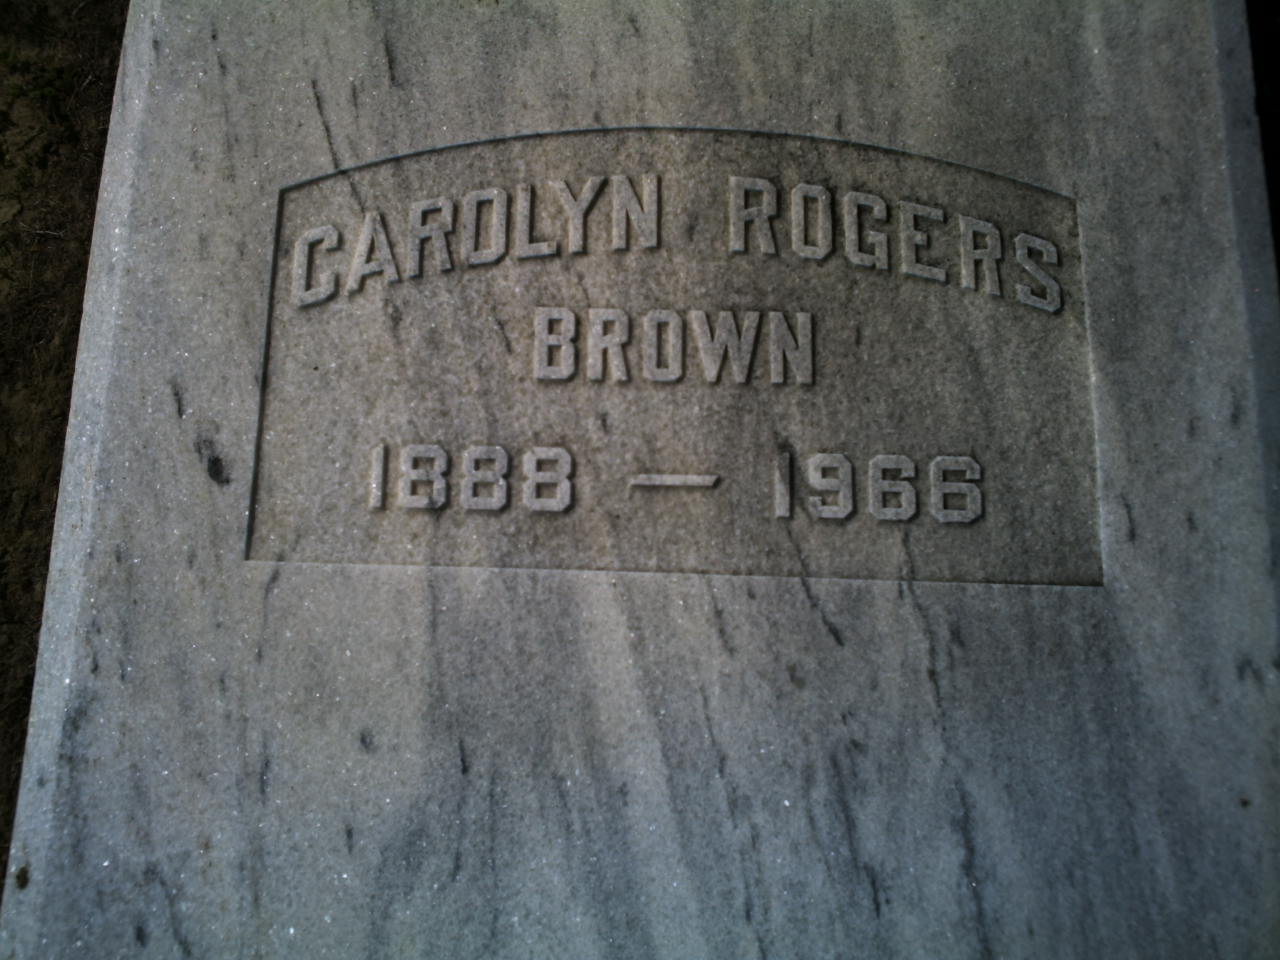 CAROLYN ROGERS
BROWN
1888 — 1966